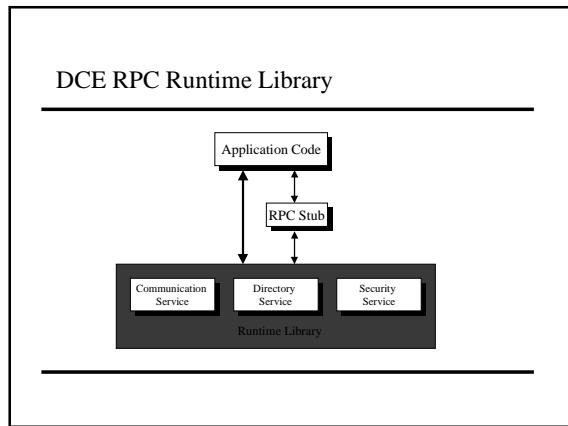 DCE RPC Runtime Library
Application Code
RPC Stub
Communication
Service
Directory
Service
Security
Service
Runtime Library